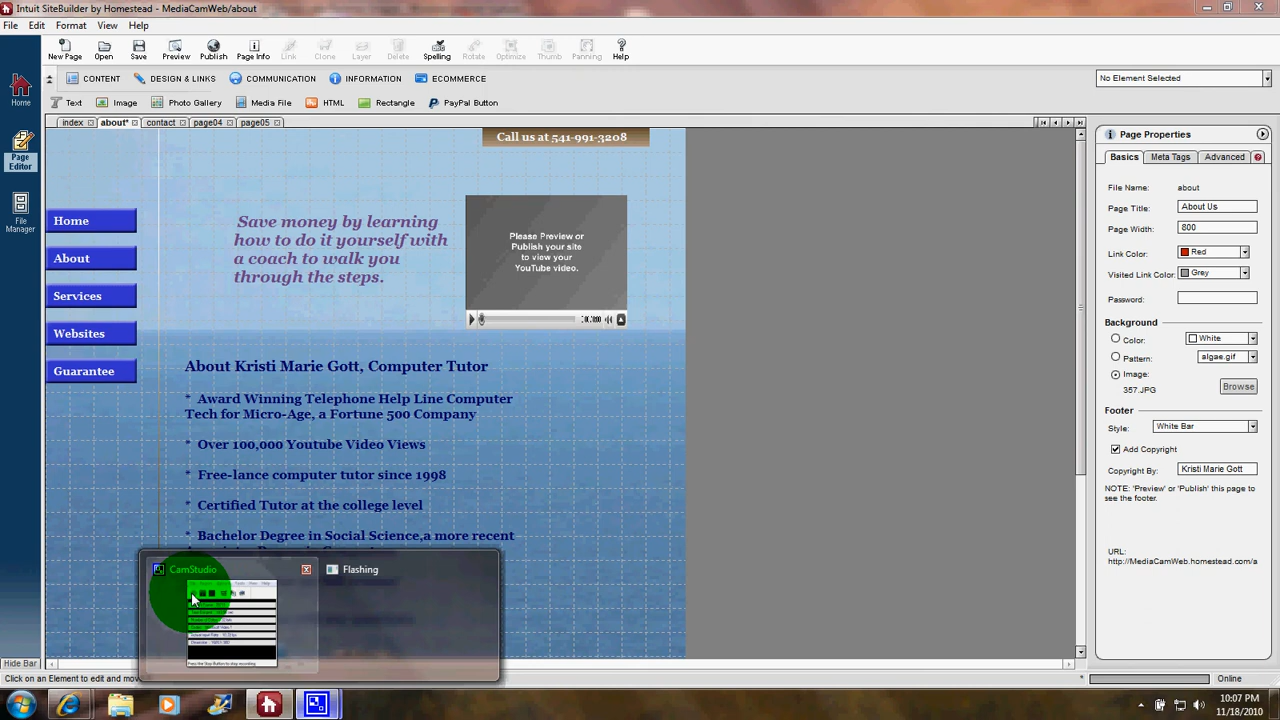 Intuit SiteBuilder by Homestead - MediaCamWeb/about
File Edit Format View Help
New Page Open Save Preview Publish Page Info Link Clone Layer Delete Spelling Rotate Optimize Thumb Panning Help
CONTENT DESIGN & LINKS COMMUNICATION INFORMATION ECOMMERCE
No Element Selected
Text Image Photo Gallery Media File HTML Rectangle PayPal Button
index about* contact page04 page05
Home
Page Editor
File Manager
Call us at 541-991-3208
Home
About
Services
Websites
Guarantee
Save money by learning
how to do it yourself with
a coach to walk you
through the steps.
Please Preview or
Publish your site
to view your
YouTube video.
About Kristi Marie Gott, Computer Tutor
* Award Winning Telephone Help Line Computer
Tech for Micro-Age, a Fortune 500 Company
* Over 100,000 Youtube Video Views
* Free-lance computer tutor since 1998
* Certified Tutor at the college level
* Bachelor Degree in Social Science,a more recent
CamStudio
Flashing
Page Properties
Basics Meta Tags Advanced
File Name: about
Page Title: About Us
Page Width: 800
Link Color: Red
Visited Link Color: Grey
Password:
Background
Color: White
Pattern: algae.gif
Image:
357.JPG Browse
Footer
Style: White Bar
Add Copyright
Copyright By: Kristi Marie Gott
NOTE: 'Preview' or 'Publish' this page to
see the footer.
URL:
http://MediaCamWeb.homestead.com/a
Hide Bar
Click on an Element to edit and mov
Online
10:07 PM
11/18/2010